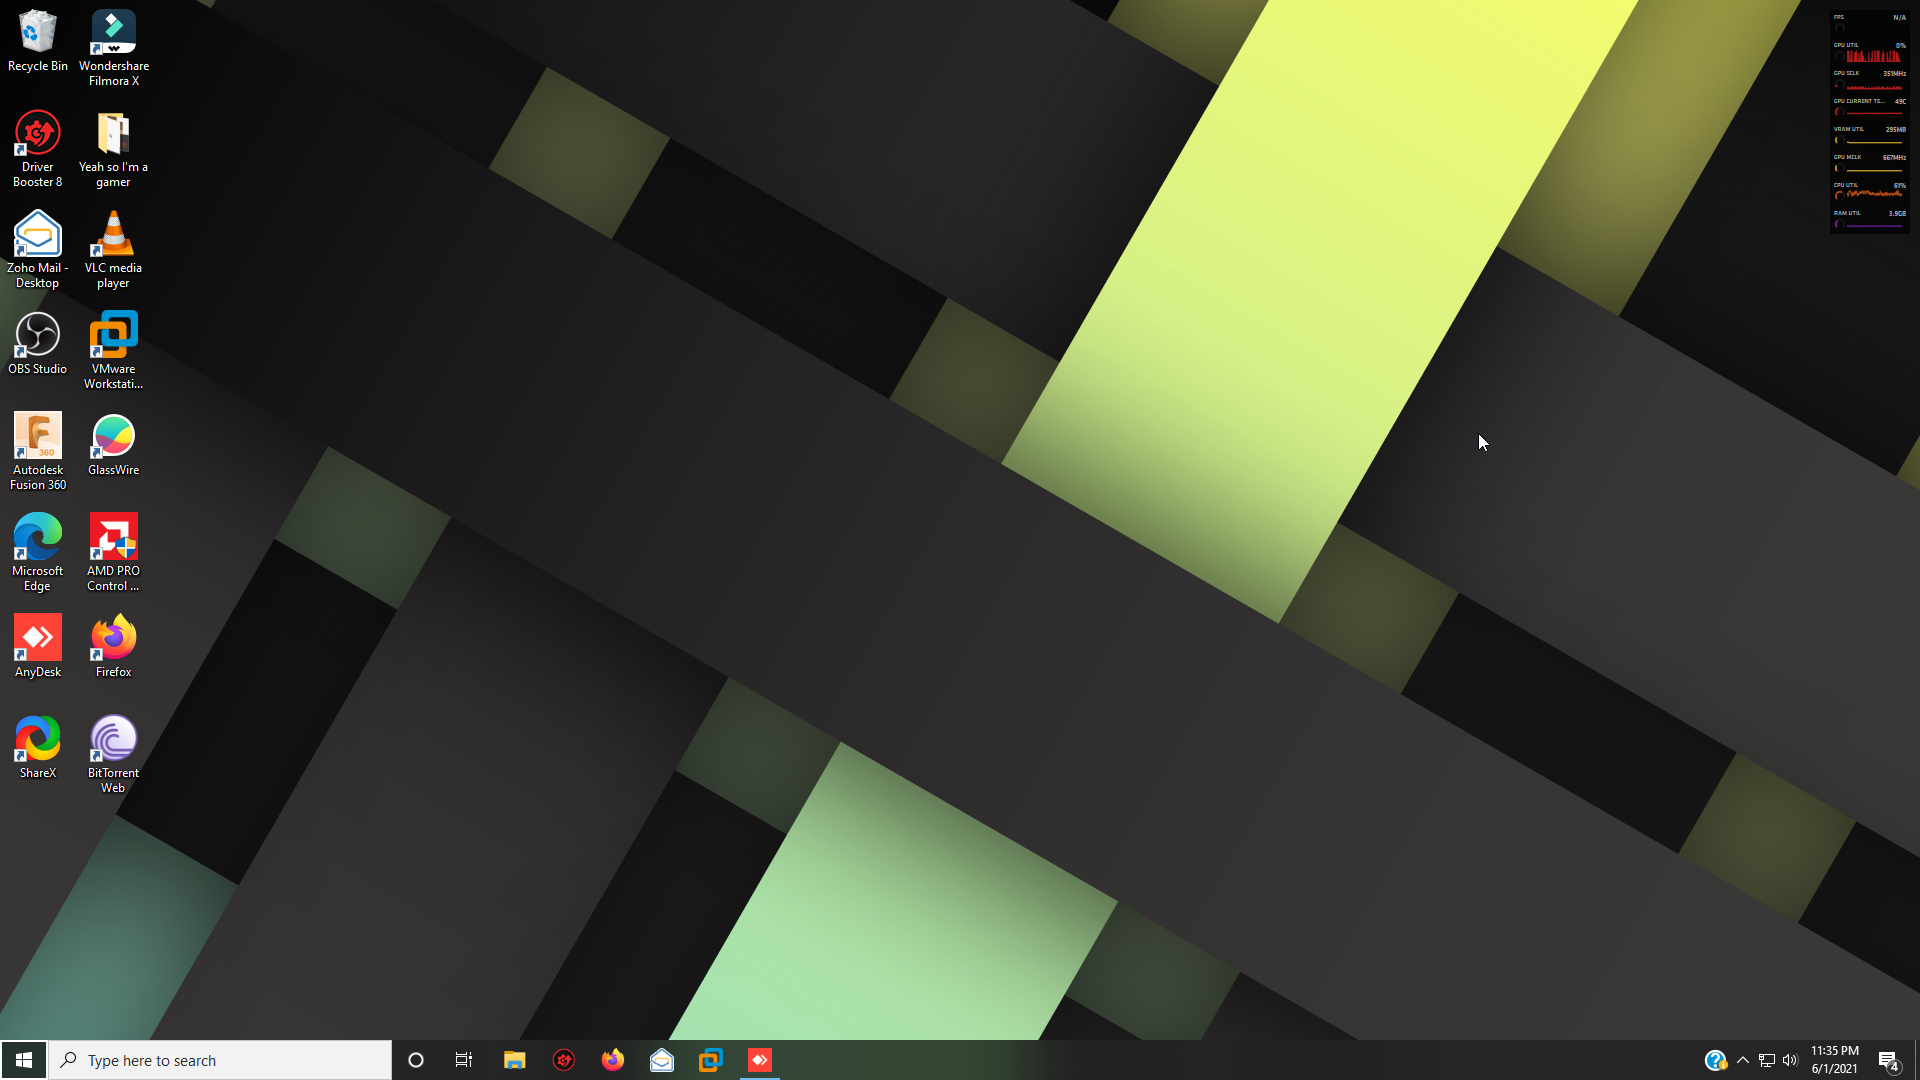 Recycle Bin
Wondershare
Filmora X
Driver
Booster 8
Yeah so I'm a
gamer
Zoho Mail -
Desktop
VLC media
player
OBS Studio
VMware
Workstati...
360
Autodesk
Fusion 360
GlassWire
Microsoft
Edge
AMD PRO
Control ...
AnyDesk
Firefox
ShareX
BitTorrent
Web
FPS N/A
GPU UTIL 0%
GPU SCLK 351MHz
GPU CURRENT TE... 49C
VRAM UTIL 295MB
GPU MCLK 667MHz
CPU UTIL 61%
RAM UTIL 3.9GB
Type here to search
11:35 PM
6/1/2021
4